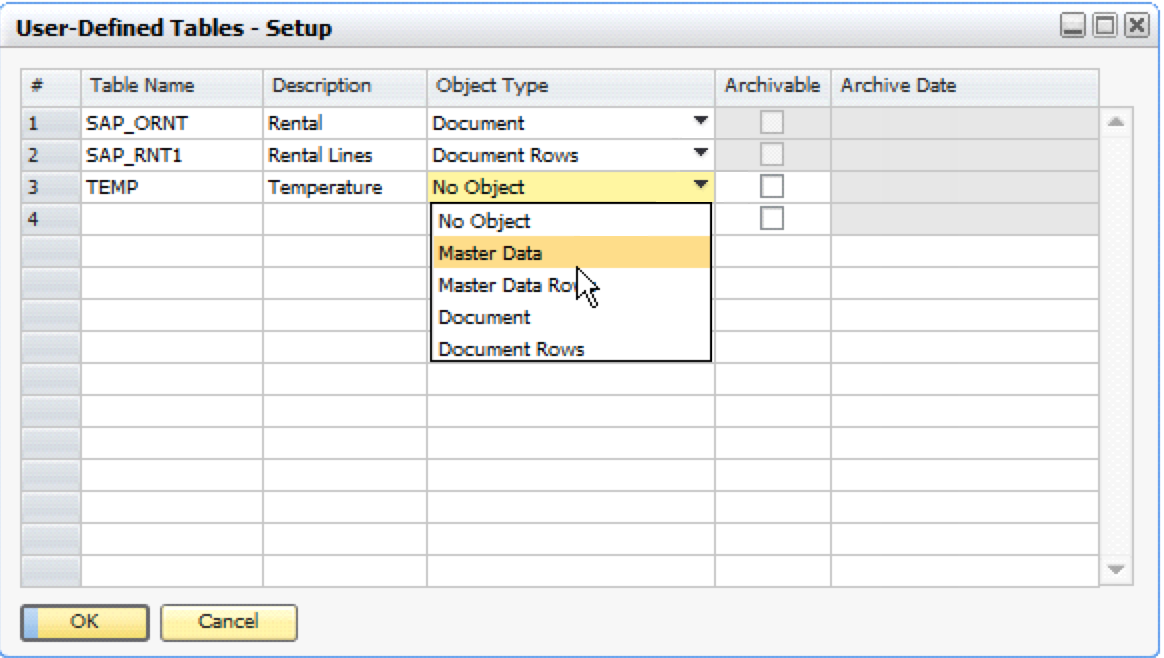 User-Defined Tables - Setup
# Table Name Description Object Type Archivable Archive Date
1 SAP_ORNT Rental Document
2 SAP_RNT1 Rental Lines Document Rows
3 TEMP Temperature No Object
4
No Object
Master Data
Master Data
Document
Document Rows
OK Cancel